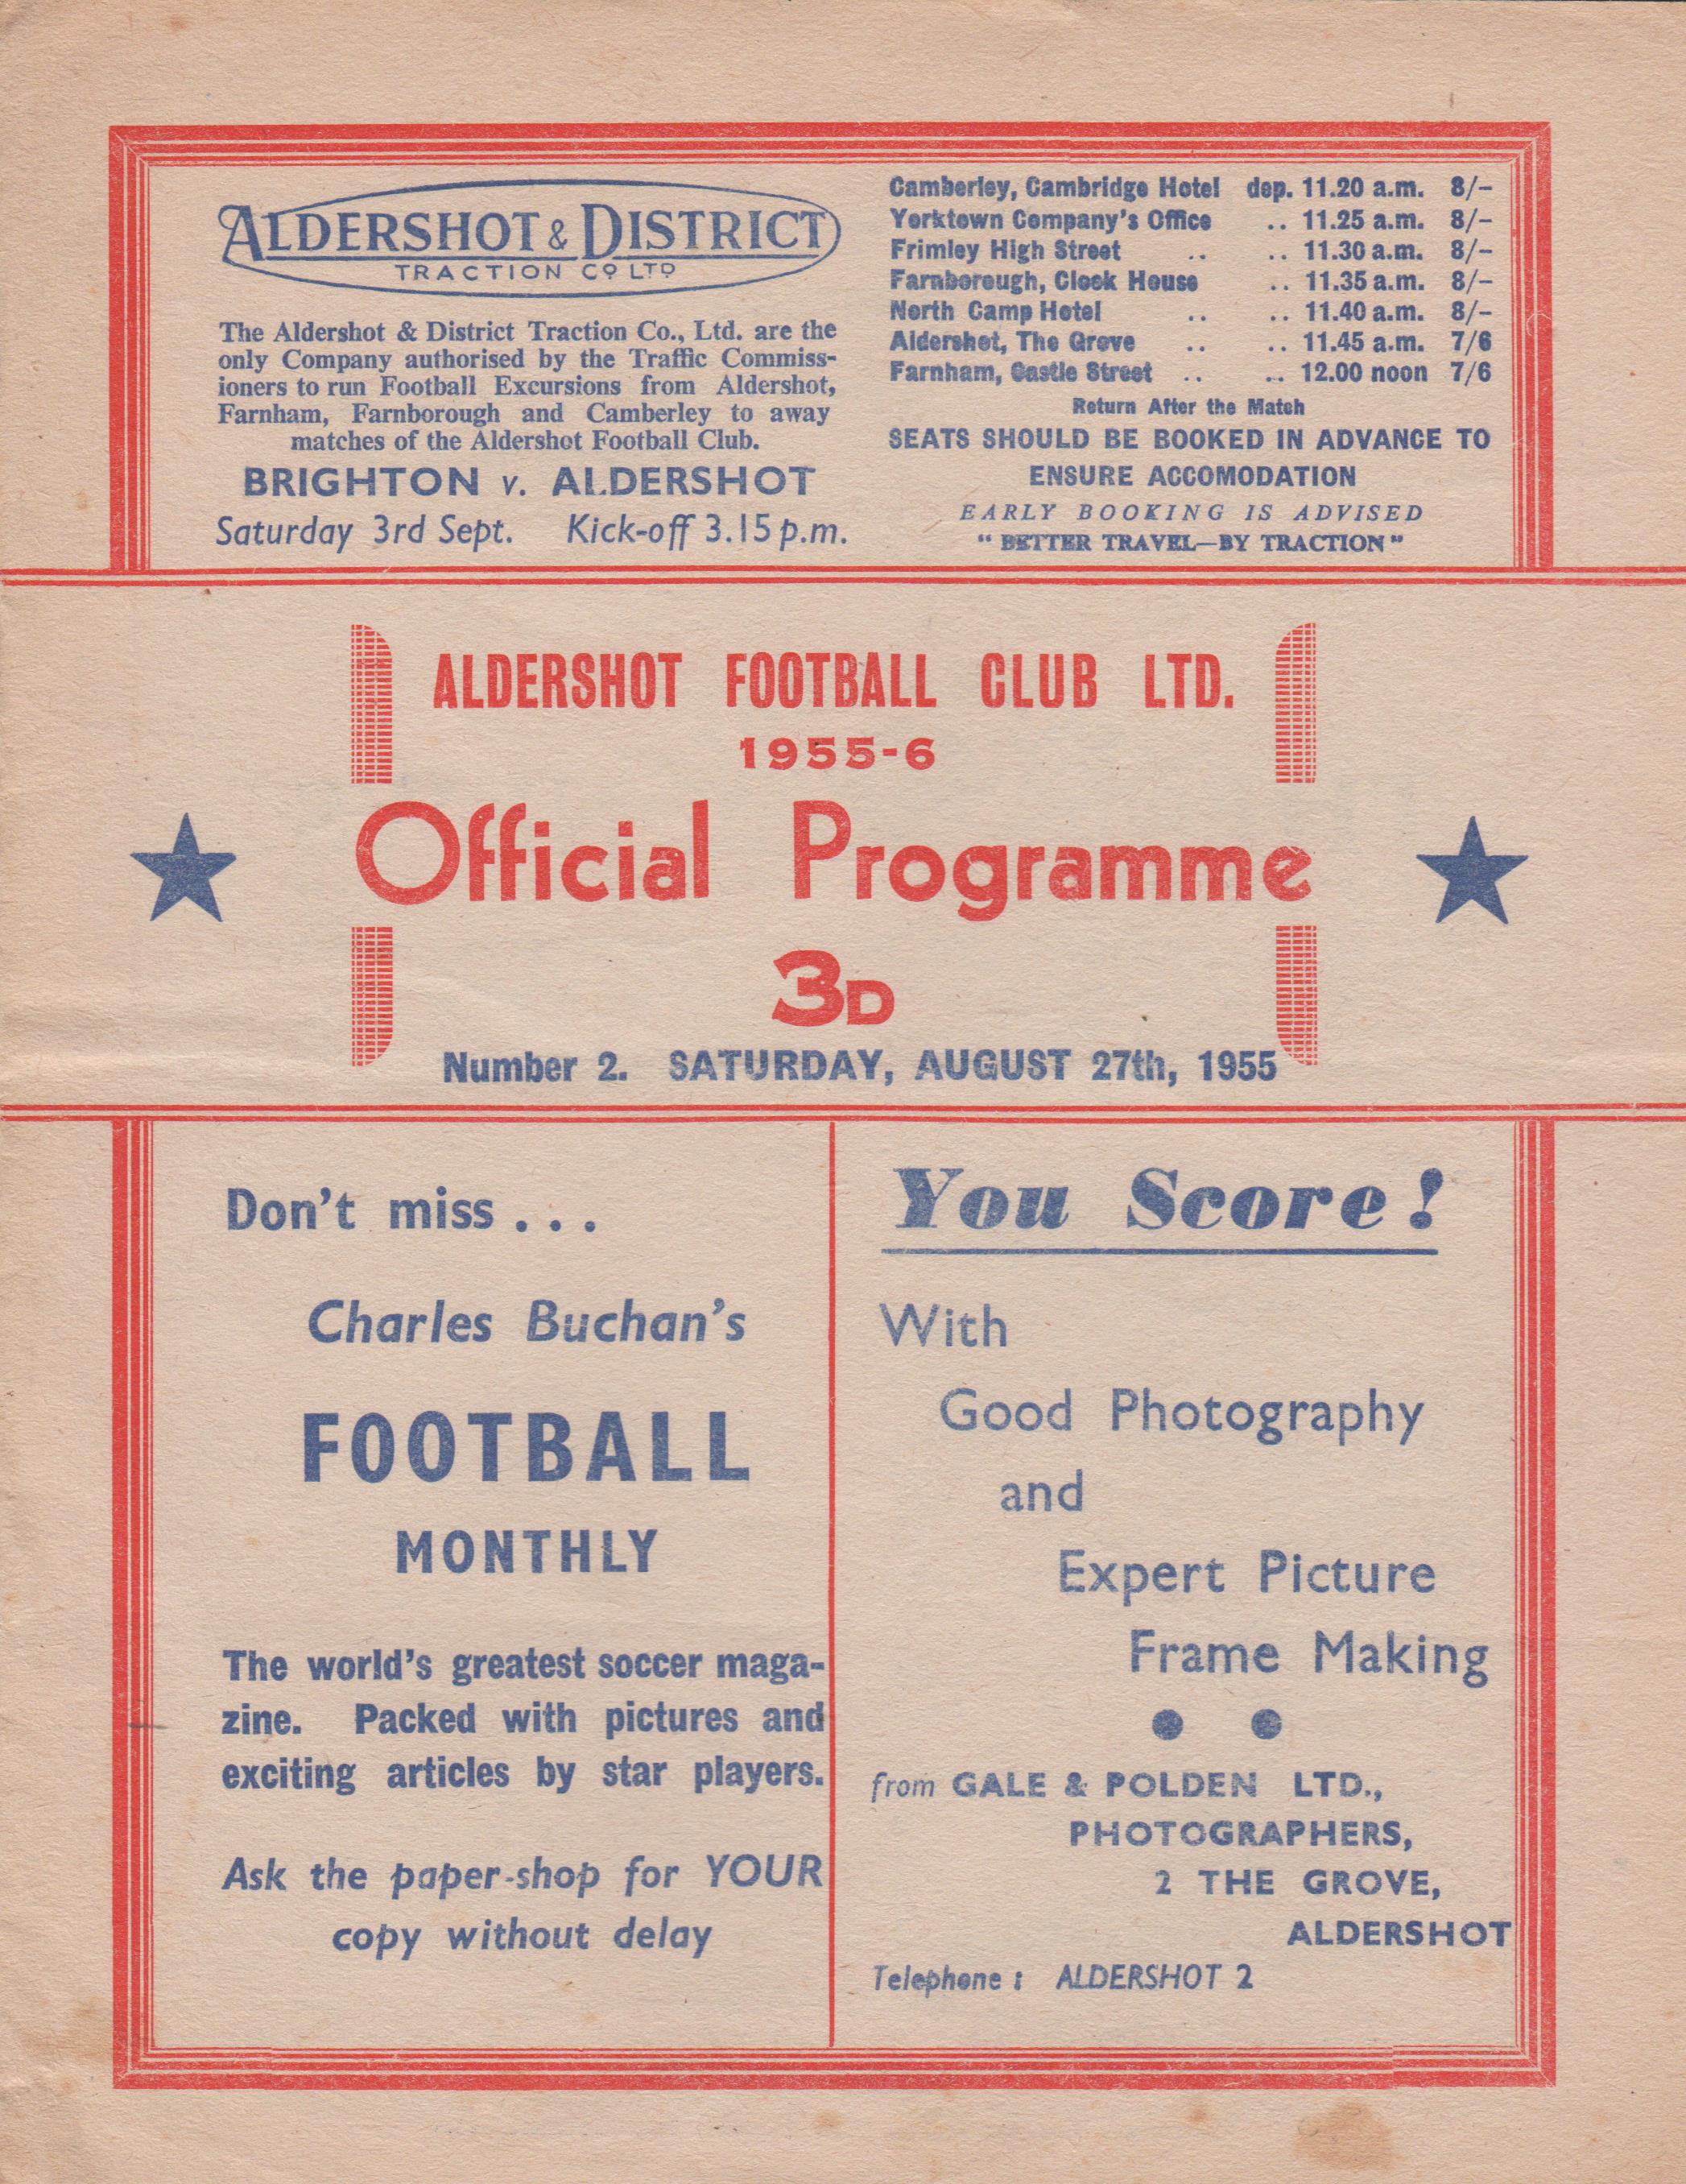 ALDERSHOT & DISTRICT
TRACTION CO LTD
The Aldershot & District Traction Co., Ltd. are the
only Company authorised by the Traffic Commiss-
ioners to run Football Excursions from Aldershot,
Farnham, Farnborough and Camberley to away
matches of the Aldershot Football Club.
BRIGHTON v. ALDERSHOT
Saturday 3rd Sept. Kick-off 3.15 p.m.
Camberley, Cambridge Hotel dep. 11.20 a.m. 8/-
Yorktown Company's Office .. 11.25 a.m. 8/-
Frimley High Street .. .. 11.30 a.m. 8/-
Farnborough, Clock House .. 11.35 a.m. 8/-
North Camp Hotel .. .. 11.40 a.m. 8/-
Aldershot, The Grove .. .. 11.45 a.m. 7/6
Farnham, Castle Street .. .. 12.00 noon 7/6
Return After the Match
SEATS SHOULD BE BOOKED IN ADVANCE TO
ENSURE ACCOMODATION
EARLY BOOKING IS ADVISED
" BETTER TRAVEL—BY TRACTION "
ALDERSHOT FOOTBALL CLUB LTD.
1955-6
Official Programme
3D
Number 2. SATURDAY, AUGUST 27th, 1955
Don't miss . . .
Charles Buchan's
FOOTBALL
MONTHLY
The world's greatest soccer maga-
zine. Packed with pictures and
exciting articles by star players.
Ask the paper-shop for YOUR
copy without delay
You Score !
With
Good Photography
and
Expert Picture
Frame Making
from GALE & POLDEN LTD.,
PHOTOGRAPHERS,
2 THE GROVE,
ALDERSHOT
Telephone : ALDERSHOT 2